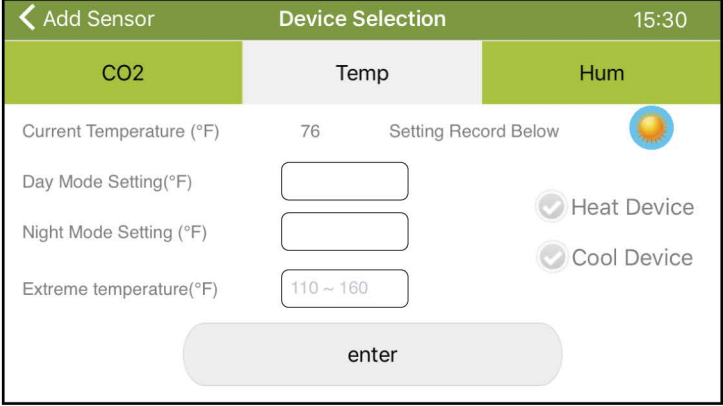 Add Sensor Device Selection 15:30
CO2 Temp Hum
Current Temperature (°F) 76 Setting Record Below
Day Mode Setting(°F)
Heat Device
Night Mode Setting (°F)
Cool Device
Extreme temperature(°F) 110 ~ 160
enter